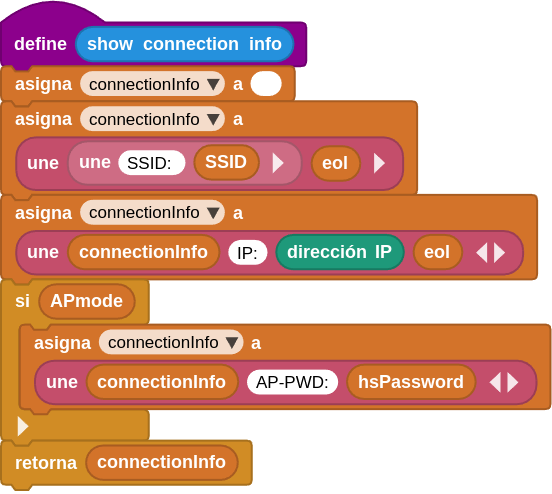 define show connection info
asigna connectionInfo a
asigna connectionInfo a
une une SSID: SSID eol
asigna connectionInfo a
une connectionInfo IP: dirección IP eol
si APmode
asigna connectionInfo a
une connectionInfo AP-PWD: hsPassword
retorna connectionInfo